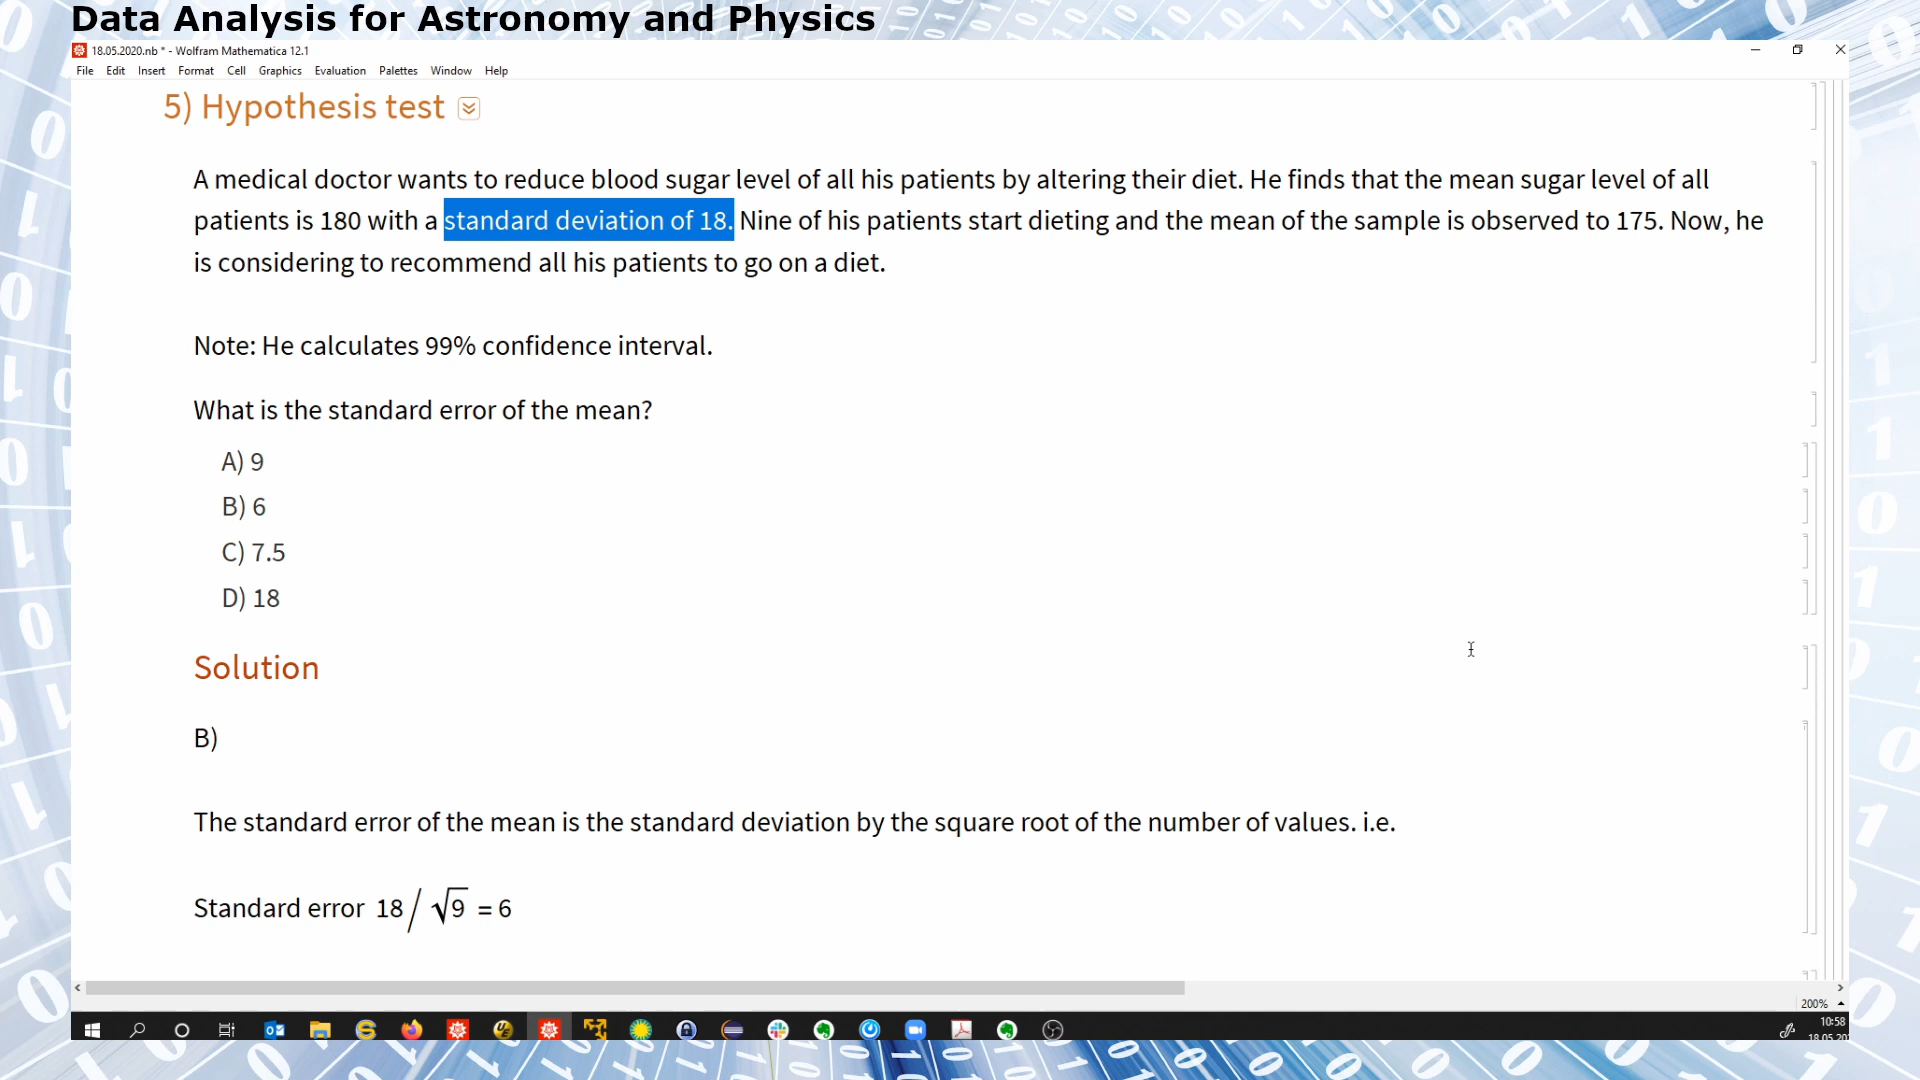 Data Analysis for Astronomy and Physics
18.05.2020.nb * - Wolfram Mathematica 12.1
File Edit Insert Format Cell Graphics Evaluation Palettes Window Help
5) Hypothesis test
A medical doctor wants to reduce blood sugar level of all his patients by altering their diet. He finds that the mean sugar level of all
patients is 180 with a standard deviation of 18. Nine of his patients start dieting and the mean of the sample is observed to 175. Now, he
is considering to recommend all his patients to go on a diet.
Note: He calculates 99% confidence interval.
What is the standard error of the mean?
A) 9
B) 6
C) 7.5
D) 18
Solution
B)
The standard error of the mean is the standard deviation by the square root of the number of values. i.e.
Standard error 18 / √9 = 6
200%
10:58